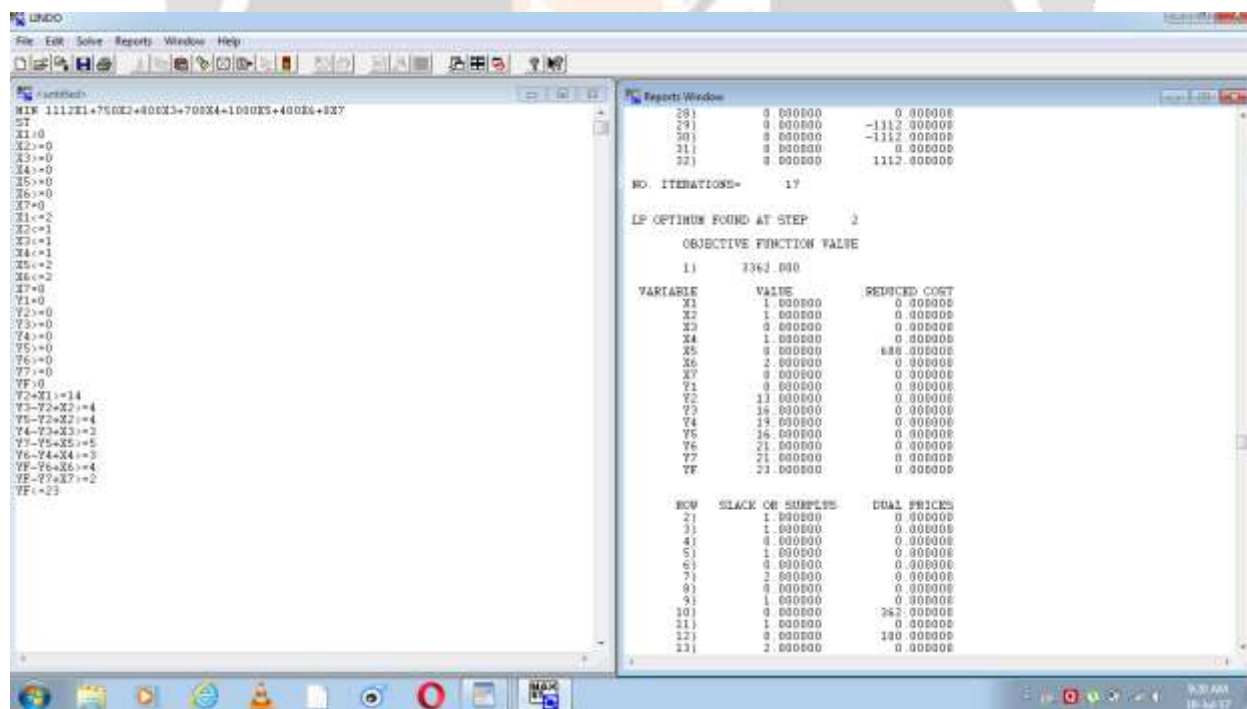 LINDO
File Edit Solve Reports Window Help
<untitled>
MIN 1112X1+750X2+800X3+700X4+1000X5+400X6+0X7
ST
X1>0
X2>=0
X3>=0
X4>=0
X5>=0
X6>=0
X7=0
X1<=2
X2<=1
X3<=1
X4<=1
X5<=2
X6<=2
X7=0
Y1=0
Y2>=0
Y3>=0
Y4>=0
Y5>=0
Y6>=0
Y7>=0
YF>0
Y2+X1>=14
Y3-Y2+X2>=4
Y5-Y2+X2>=4
Y4-Y3+X3>=3
Y7-Y5+X5>=5
Y6-Y4+X4>=3
YF-Y6+X6>=4
YF-Y7+X7>=2
YF<=23
Reports Window
28) 0.000000 0.000000
29) 0.000000 -1112.000000
30) 0.000000 -1112.000000
31) 0.000000 0.000000
32) 0.000000 1112.000000
NO. ITERATIONS= 17
LP OPTIMUM FOUND AT STEP 2
OBJECTIVE FUNCTION VALUE
1) 3362.000
VARIABLE VALUE REDUCED COST
X1 1.000000 0.000000
X2 1.000000 0.000000
X3 0.000000 0.000000
X4 1.000000 0.000000
X5 0.000000 688.000000
X6 2.000000 0.000000
X7 0.000000 0.000000
Y1 0.000000 0.000000
Y2 13.000000 0.000000
Y3 16.000000 0.000000
Y4 19.000000 0.000000
Y5 16.000000 0.000000
Y6 21.000000 0.000000
Y7 21.000000 0.000000
YF 23.000000 0.000000
ROW SLACK OR SURPLUS DUAL PRICES
2) 1.000000 0.000000
3) 1.000000 0.000000
4) 0.000000 0.000000
5) 1.000000 0.000000
6) 0.000000 0.000000
7) 2.000000 0.000000
8) 0.000000 0.000000
9) 1.000000 0.000000
10) 0.000000 362.000000
11) 1.000000 0.000000
12) 0.000000
13) 2.000000 0.000000
MAX
9:30 AM